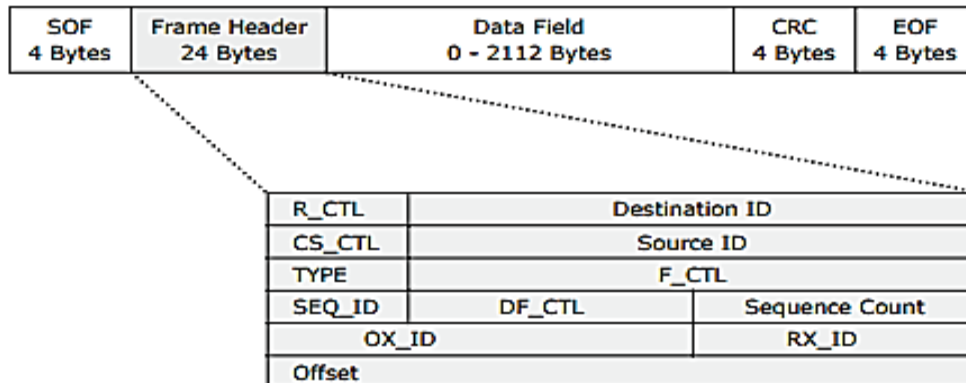 SOF Frame Header Data Field CRC EOF
4 Bytes 24 Bytes 0 - 2112 Bytes 4 Bytes 4 Bytes
R_CTL Destination ID
CS_CTL Source ID
TYPE F_CTL
SEQ_ID DF_CTL Sequence Count
OX_ID RX_ID
Offset